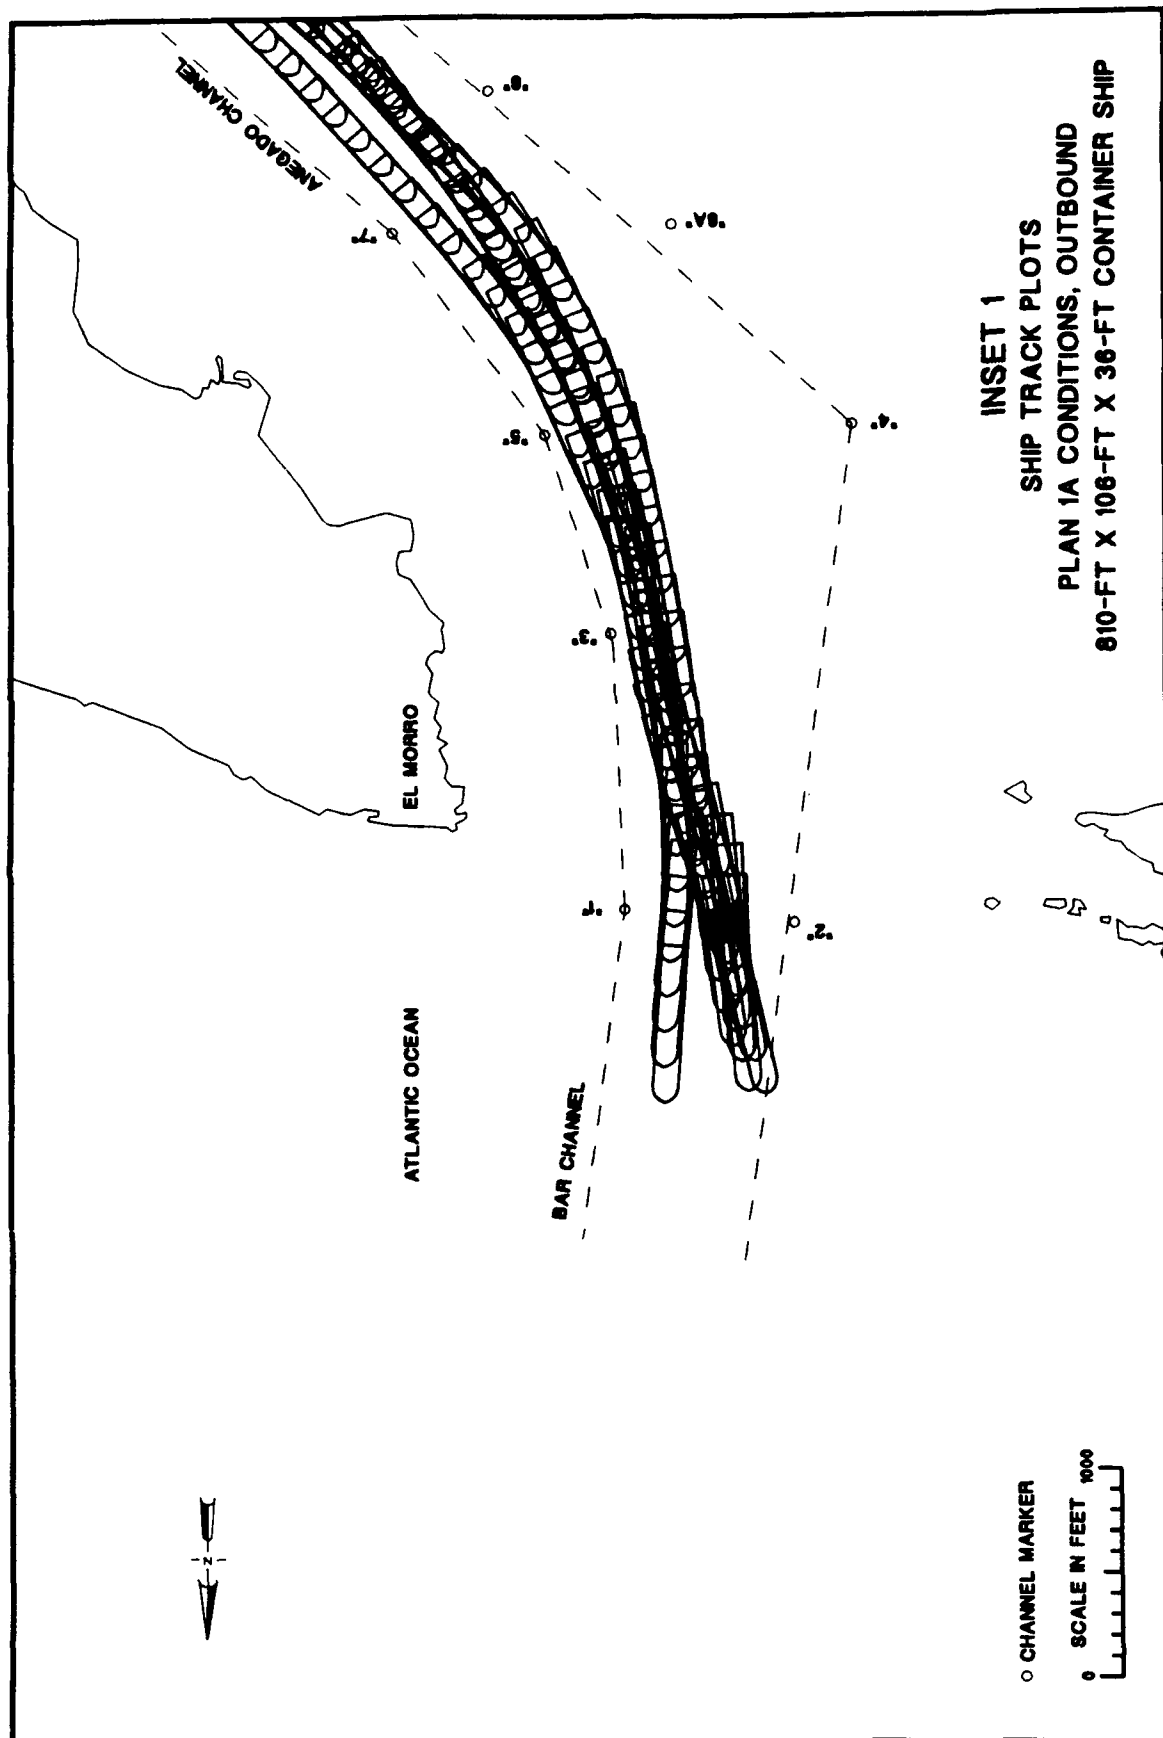 INSET 1
SHIP TRACK PLOTS
PLAN 1A CONDITIONS, OUTBOUND
810-FT X 106-FT X 36-FT CONTAINER SHIP
ANEGADO CHANNEL
"7"
"5"
"3"
"1"
"6A"
"4"
"2"
EL MORRO
ATLANTIC OCEAN
BAR CHANNEL
N
CHANNEL MARKER
SCALE IN FEET
0 1000